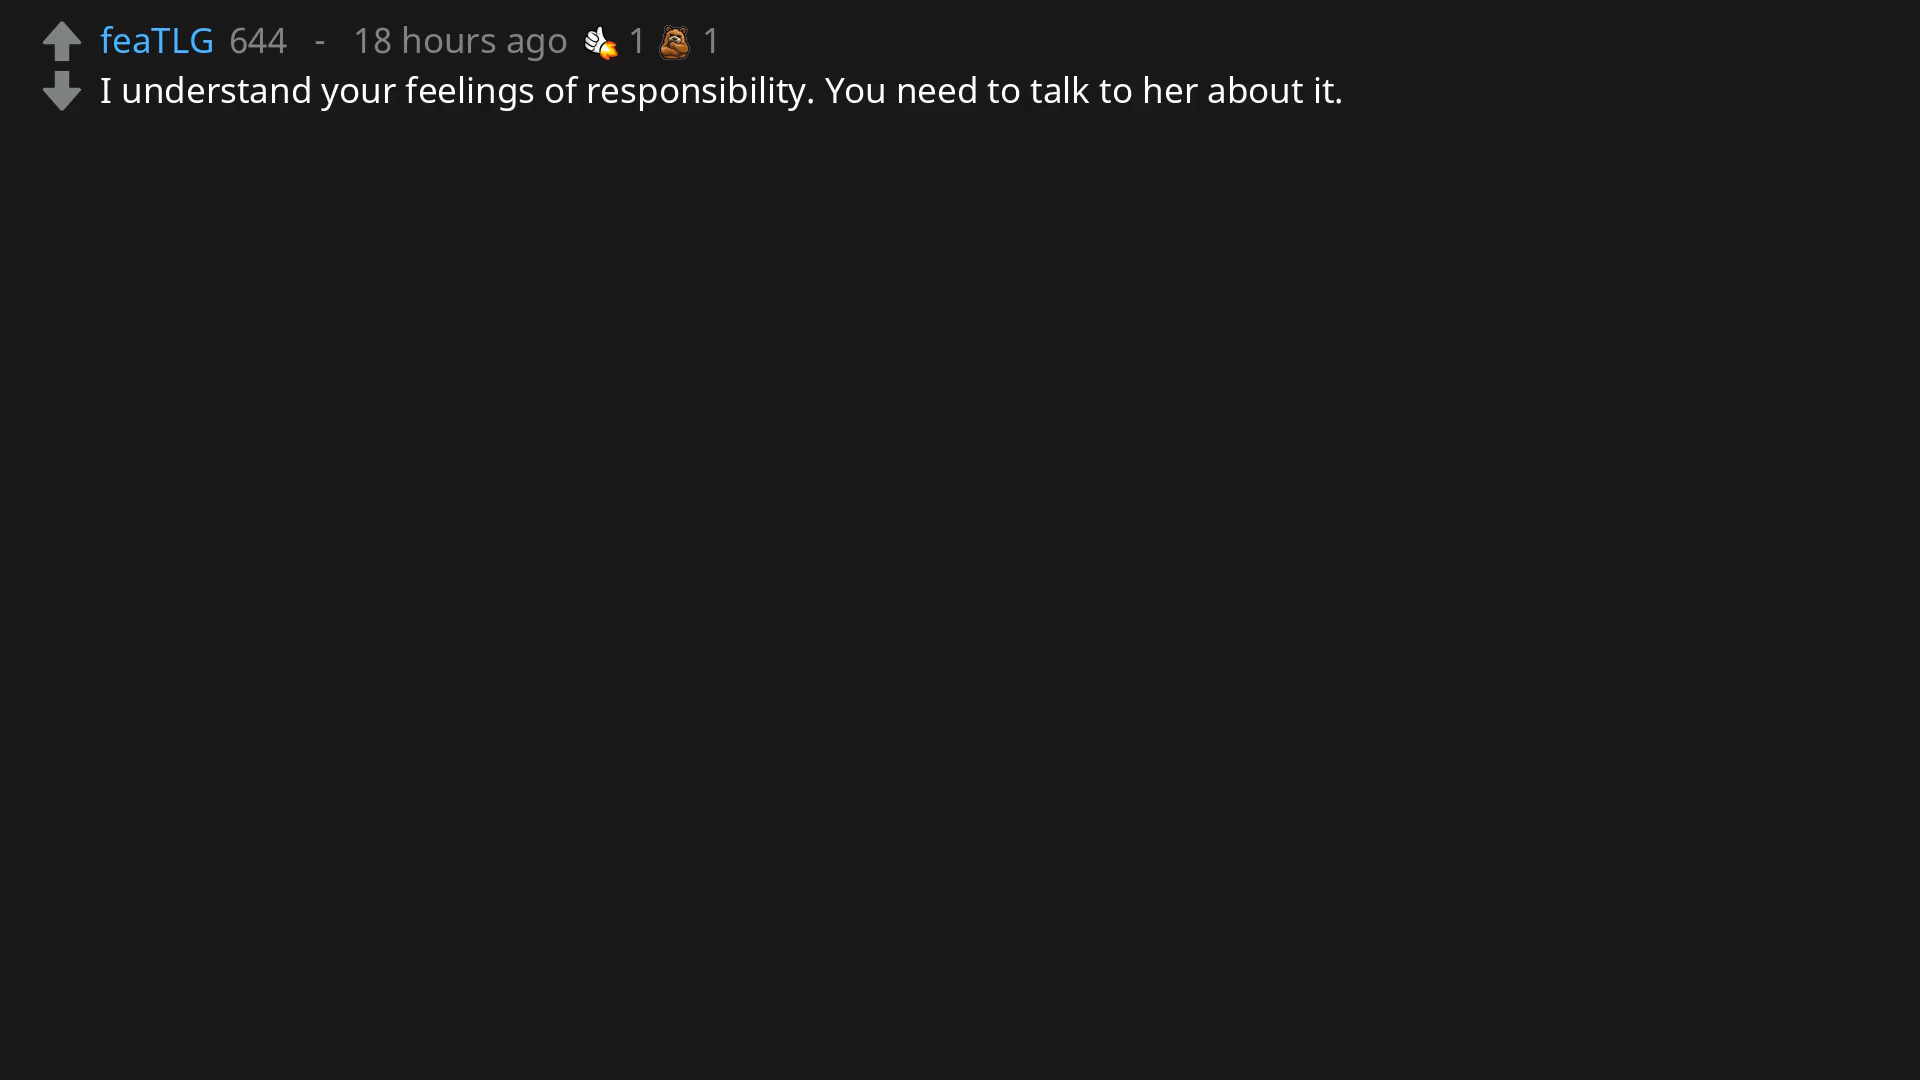 feaTLG 644 - 18 hours ago 1 1
I understand your feelings of responsibility. You need to talk to her about it.